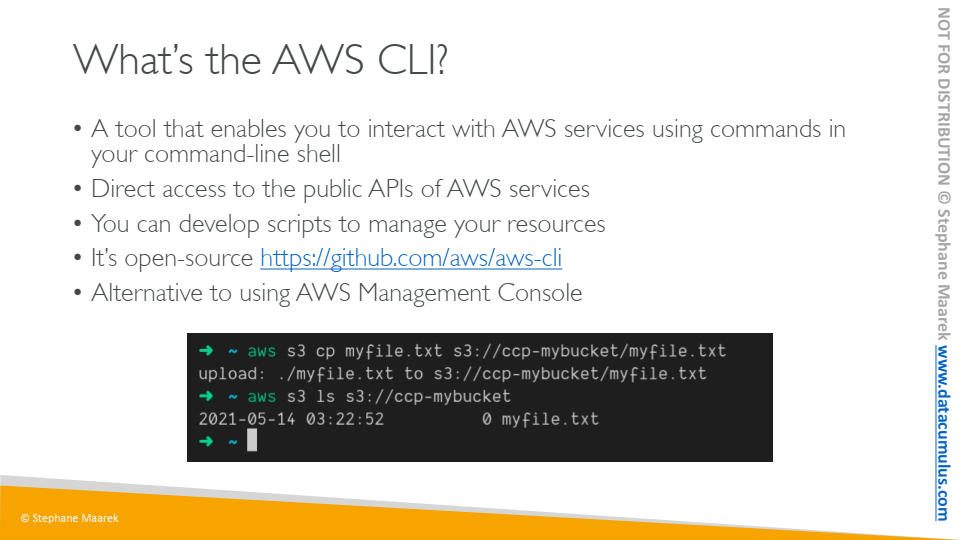 What's the AWS CLI?
• A tool that enables you to interact with AWS services using commands in
your command-line shell
• Direct access to the public APIs of AWS services
• You can develop scripts to manage your resources
• It's open-source https://github.com/aws/aws-cli
• Alternative to using AWS Management Console
➜ ~ aws s3 cp myfile.txt s3://ccp-mybucket/myfile.txt
upload: ./myfile.txt to s3://ccp-mybucket/myfile.txt
➜ ~ aws s3 ls s3://ccp-mybucket
2021-05-14 03:22:52          0 myfile.txt
➜ ~
© Stephane Maarek
NOT FOR DISTRIBUTION © Stephane Maarek www.datacumulus.com